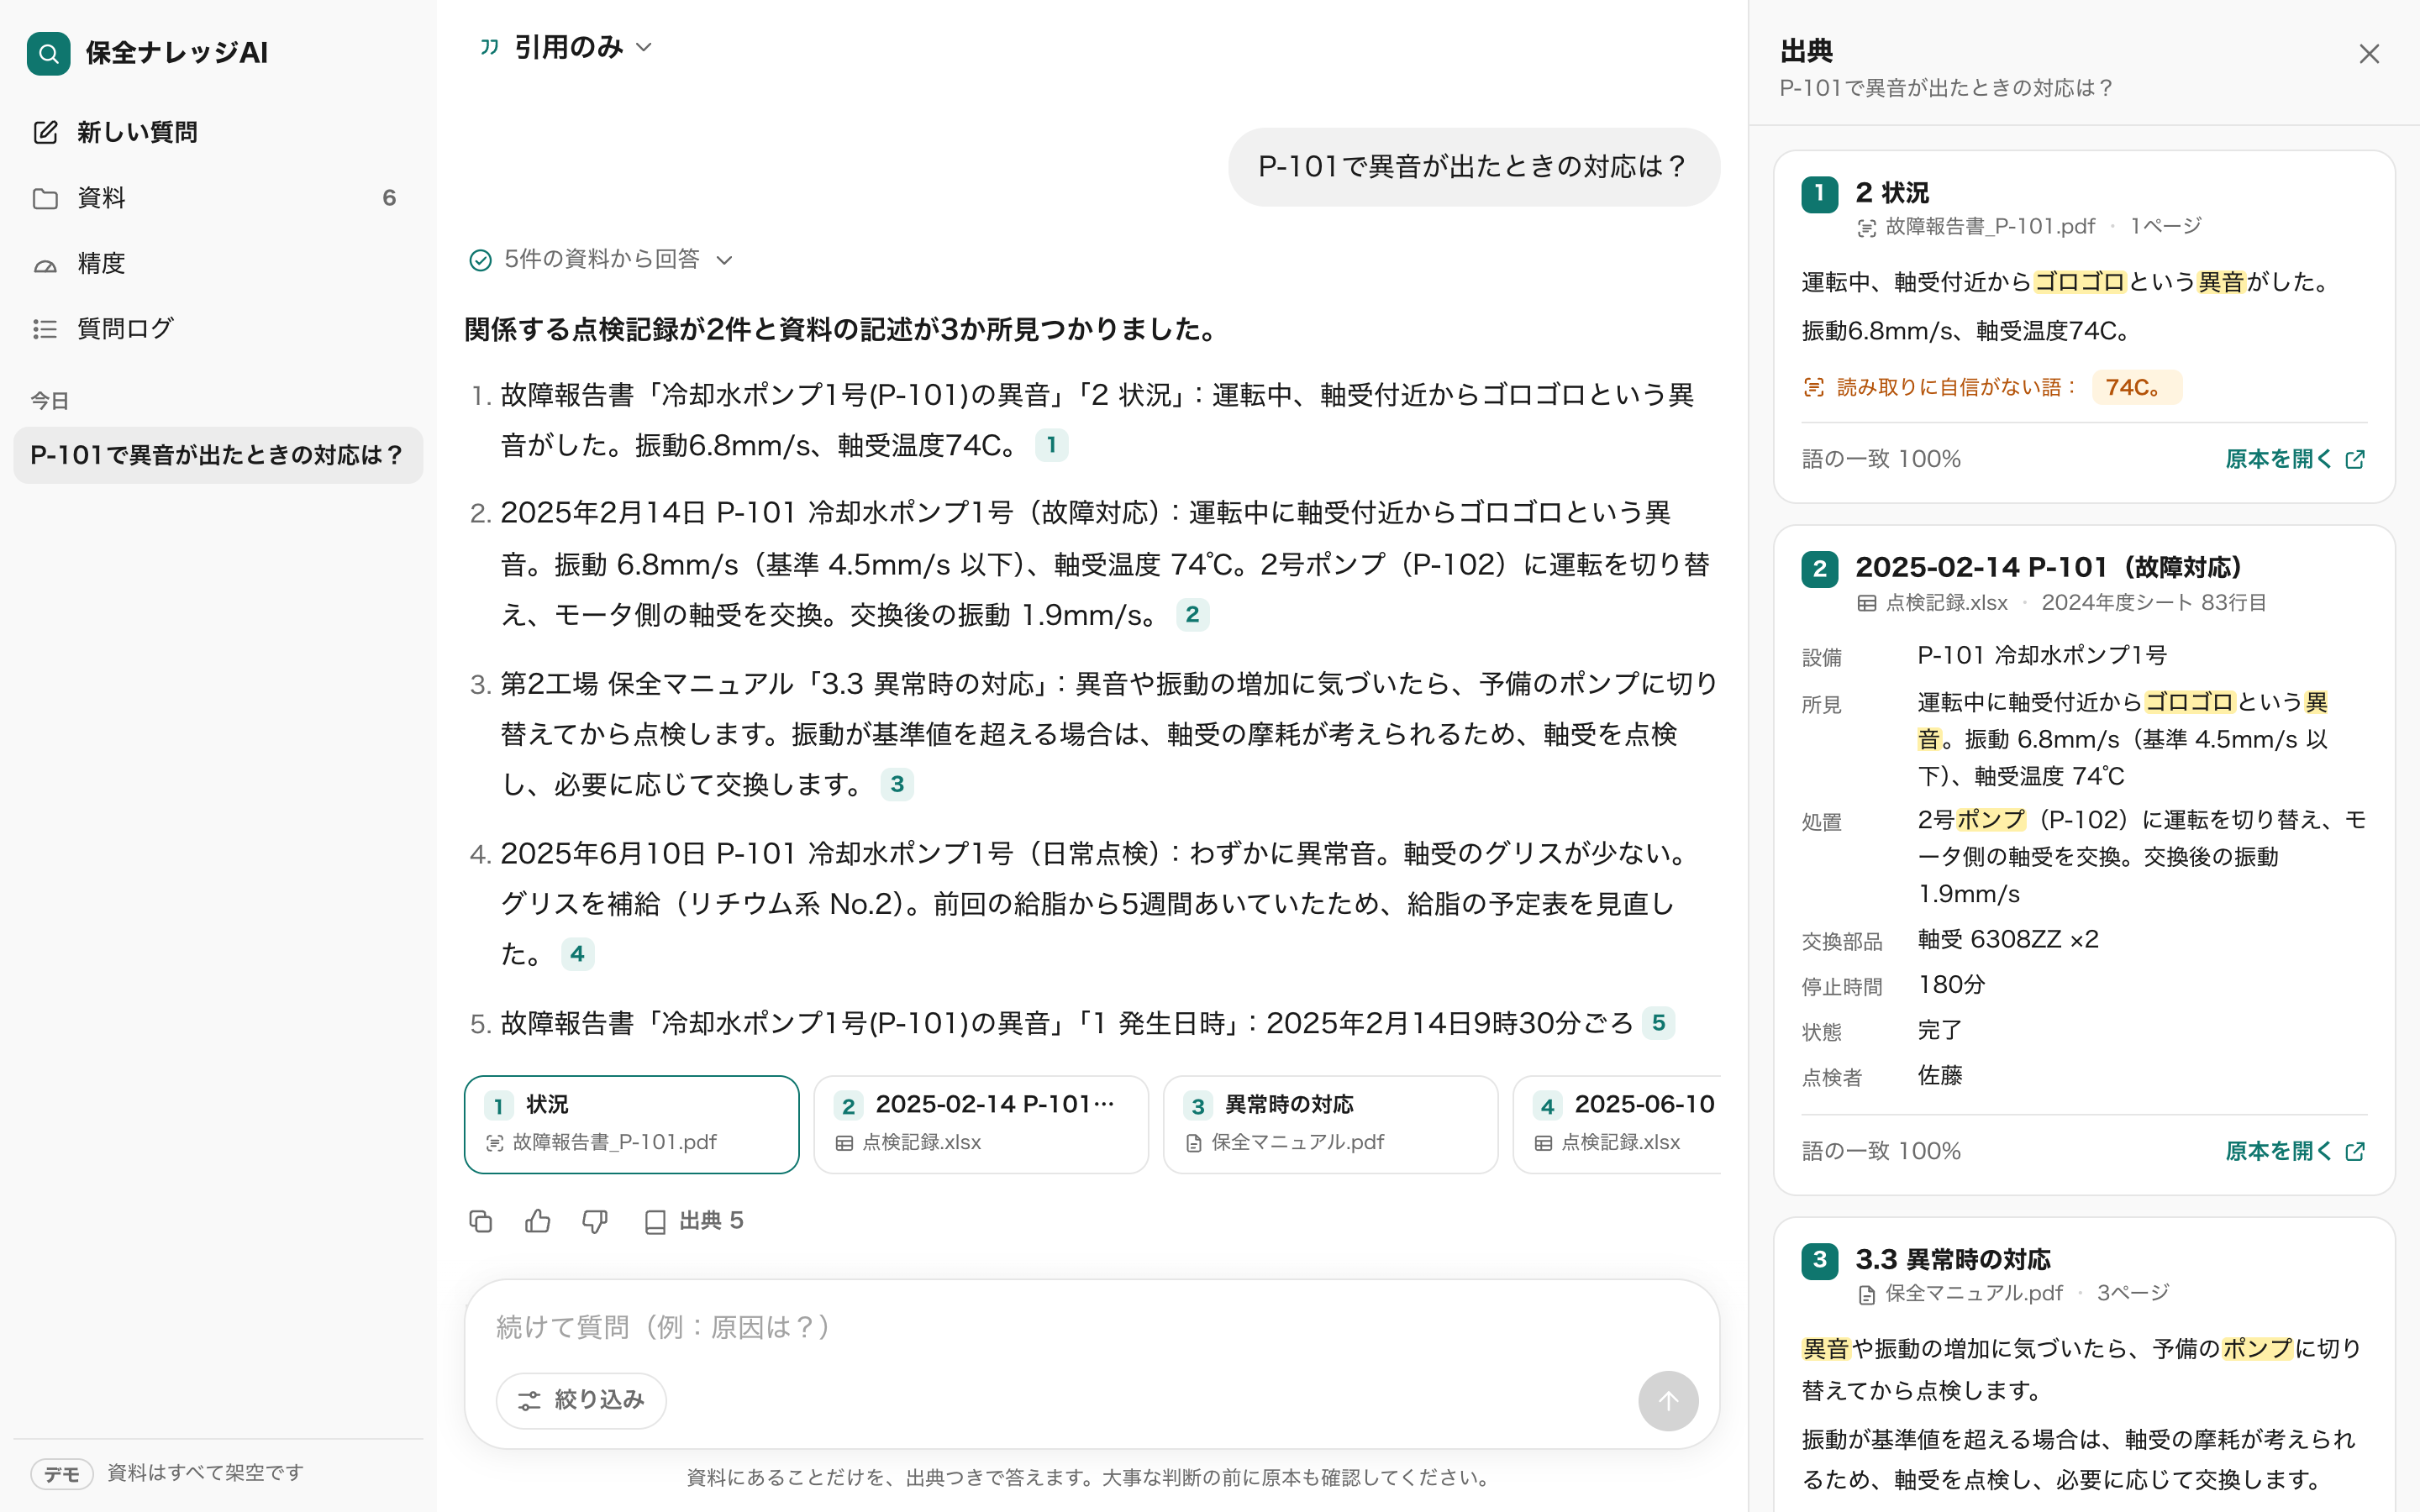 保全ナレッジAI
新しい質問
資料 6
精度
質問ログ
今日
P-101で異音が出たときの対応は？
デモ 資料はすべて架空です
引用のみ
P-101で異音が出たときの対応は？
5件の資料から回答
関係する点検記録が2件と資料の記述が3か所見つかりました。
1. 故障報告書「冷却水ポンプ1号(P-101)の異音」「2 状況」：運転中、軸受付近からゴロゴロという異
音がした。振動6.8mm/s、軸受温度74C。 1
2. 2025年2月14日 P-101 冷却水ポンプ1号（故障対応）：運転中に軸受付近からゴロゴロという異
音。振動 6.8mm/s（基準 4.5mm/s 以下）、軸受温度 74℃。2号ポンプ（P-102）に運転を切り替
え、モータ側の軸受を交換。交換後の振動 1.9mm/s。 2
3. 第2工場 保全マニュアル「3.3 異常時の対応」：異音や振動の増加に気づいたら、予備のポンプに切り
替えてから点検します。振動が基準値を超える場合は、軸受の摩耗が考えられるため、軸受を点検
し、必要に応じて交換します。 3
4. 2025年6月10日 P-101 冷却水ポンプ1号（日常点検）：わずかに異常音。軸受のグリスが少ない。
グリスを補給（リチウム系 No.2）。前回の給脂から5週間あいていたため、給脂の予定表を見直し
た。 4
5. 故障報告書「冷却水ポンプ1号(P-101)の異音」「1 発生日時」：2025年2月14日9時30分ごろ 5
1 状況
故障報告書_P-101.pdf
2 2025-02-14 P-101…
点検記録.xlsx
3 異常時の対応
保全マニュアル.pdf
4 2025-06-10
点検記録.xlsx
出典 5
続けて質問（例：原因は？）
絞り込み
資料にあることだけを、出典つきで答えます。大事な判断の前に原本も確認してください。
出典
P-101で異音が出たときの対応は？
1 2 状況
故障報告書_P-101.pdf · 1ページ
運転中、軸受付近からゴロゴロという異音がした。
振動6.8mm/s、軸受温度74C。
読み取りに自信がない語： 74C。
語の一致 100% 原本を開く
2 2025-02-14 P-101（故障対応）
点検記録.xlsx · 2024年度シート 83行目
設備 P-101 冷却水ポンプ1号
所見 運転中に軸受付近からゴロゴロという異
音。振動 6.8mm/s（基準 4.5mm/s 以
下）、軸受温度 74℃
処置 2号ポンプ（P-102）に運転を切り替え、モ
ータ側の軸受を交換。交換後の振動
1.9mm/s
交換部品 軸受 6308ZZ ×2
停止時間 180分
状態 完了
点検者 佐藤
語の一致 100% 原本を開く
3 3.3 異常時の対応
保全マニュアル.pdf · 3ページ
異音や振動の増加に気づいたら、予備のポンプに切り
替えてから点検します。
振動が基準値を超える場合は、軸受の摩耗が考えられ
るため、軸受を点検し、必要に応じて交換します。